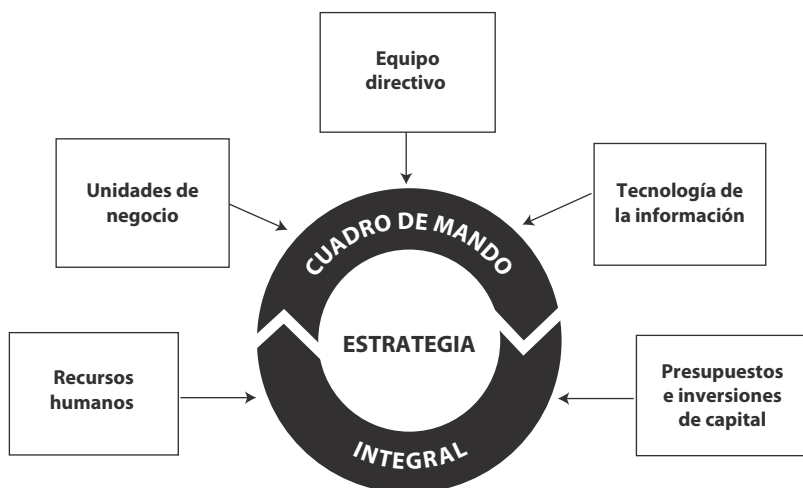 Equipo
directivo
Unidades de
negocio
Tecnología de
la información
CUADRO DE MANDO
ESTRATEGIA
INTEGRAL
Recursos
humanos
Presupuestos
e inversiones
de capital